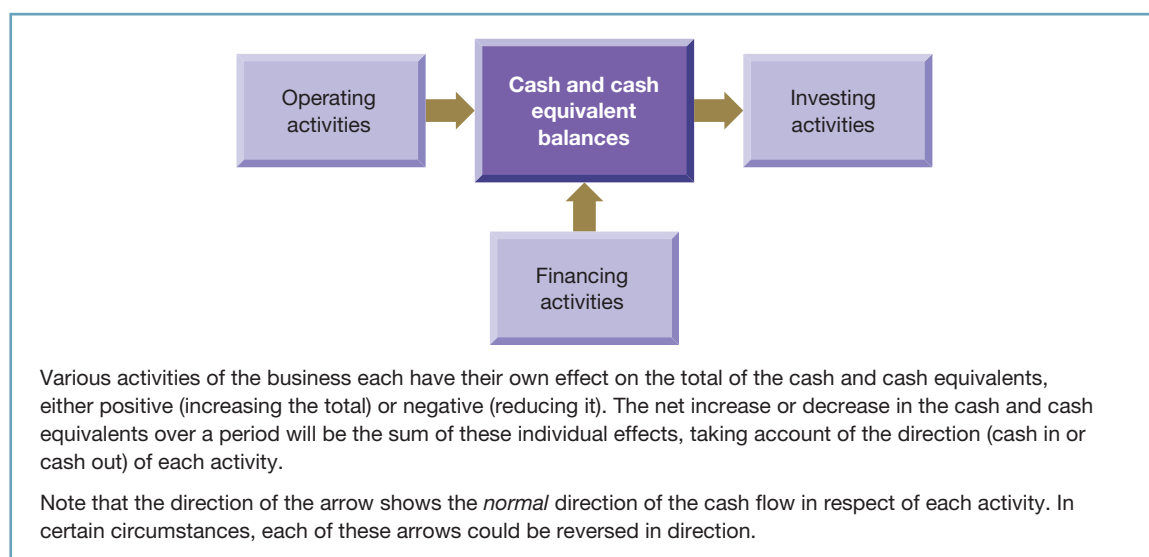 Operating
activities
Cash and cash
equivalent
balances
Investing
activities
Financing
activities
Various activities of the business each have their own effect on the total of the cash and cash equivalents,
either positive (increasing the total) or negative (reducing it). The net increase or decrease in the cash and cash
equivalents over a period will be the sum of these individual effects, taking account of the direction (cash in or
cash out) of each activity.
Note that the direction of the arrow shows the normal direction of the cash flow in respect of each activity. In
certain circumstances, each of these arrows could be reversed in direction.